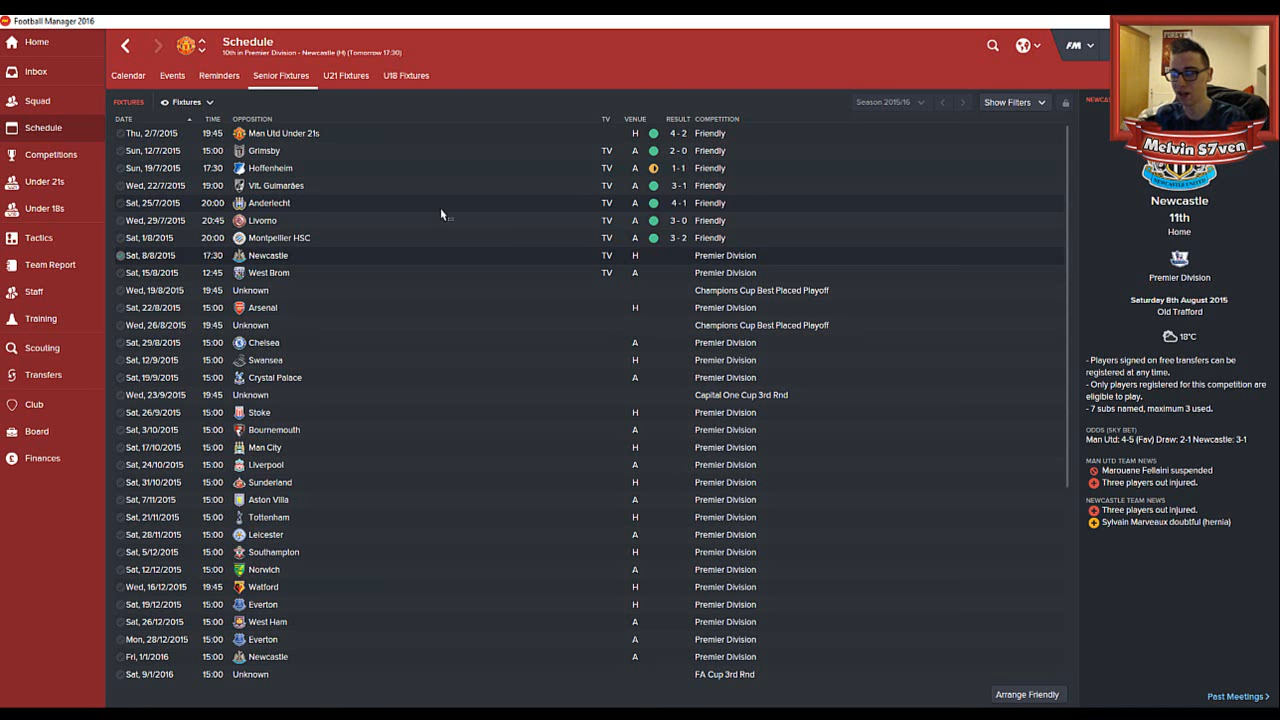 Football Manager 2016
Home
Inbox
Squad
Schedule
Competitions
Under 21s
Under 18s
Tactics
Team Report
Staff
Training
Scouting
Transfers
Club
Board
Finances
Schedule
10th in Premier Division - Newcastle (H) (Tomorrow 17:30)
FM
Calendar Events Reminders Senior Fixtures U21 Fixtures U18 Fixtures
FIXTURES Fixtures Season 2015/16 Show Filters
DATE TIME OPPOSITION TV VENUE RESULT COMPETITION
Thu, 2/7/2015 19:45 Man Utd Under 21s H 4 - 2 Friendly
Sun, 12/7/2015 15:00 Grimsby TV A 2 - 0 Friendly
Sun, 19/7/2015 17:30 Hoffenheim TV A 1 - 1 Friendly
Wed, 22/7/2015 19:00 Vit. Guimarães TV A 3 - 1 Friendly
Sat, 25/7/2015 20:00 Anderlecht TV A 4 - 1 Friendly
Wed, 29/7/2015 20:45 Livorno TV A 3 - 0 Friendly
Sat, 1/8/2015 20:00 Montpellier HSC TV A 3 - 2 Friendly
Sat, 8/8/2015 17:30 Newcastle TV H Premier Division
Sat, 15/8/2015 12:45 West Brom TV A Premier Division
Wed, 19/8/2015 19:45 Unknown Champions Cup Best Placed Playoff
Sat, 22/8/2015 15:00 Arsenal H Premier Division
Wed, 26/8/2015 19:45 Unknown Champions Cup Best Placed Playoff
Sat, 29/8/2015 15:00 Chelsea A Premier Division
Sat, 12/9/2015 15:00 Swansea H Premier Division
Sat, 19/9/2015 15:00 Crystal Palace A Premier Division
Wed, 23/9/2015 19:45 Unknown Capital One Cup 3rd Rnd
Sat, 26/9/2015 15:00 Stoke H Premier Division
Sat, 3/10/2015 15:00 Bournemouth A Premier Division
Sat, 17/10/2015 15:00 Man City H Premier Division
Sat, 24/10/2015 15:00 Liverpool A Premier Division
Sat, 31/10/2015 15:00 Sunderland H Premier Division
Sat, 7/11/2015 15:00 Aston Villa A Premier Division
Sat, 21/11/2015 15:00 Tottenham H Premier Division
Sat, 28/11/2015 15:00 Leicester A Premier Division
Sat, 5/12/2015 15:00 Southampton H Premier Division
Sat, 12/12/2015 15:00 Norwich A Premier Division
Wed, 16/12/2015 19:45 Watford H Premier Division
Sat, 19/12/2015 15:00 Everton H Premier Division
Sat, 26/12/2015 15:00 West Ham A Premier Division
Mon, 28/12/2015 15:00 Everton A Premier Division
Fri, 1/1/2016 15:00 Newcastle A Premier Division
Sat, 9/1/2016 15:00 Unknown FA Cup 3rd Rnd
Arrange Friendly
Melvin S7ven
NEWCASTLE UNITED
Newcastle
11th
Home
Premier Division
Saturday 8th August 2015
Old Trafford
18°C
- Players signed on free transfers can be
registered at any time.
- Only players registered for this competition are
eligible to play.
- 7 subs named, maximum 3 used.
ODDS (SKY BET)
Man Utd: 4-5 (Fav) Draw: 2-1 Newcastle: 3-1
MAN UTD TEAM NEWS
Marouane Fellaini suspended
Three players out injured.
NEWCASTLE TEAM NEWS
Three players out injured.
Sylvain Marveaux doubtful (hernia)
Past Meetings >